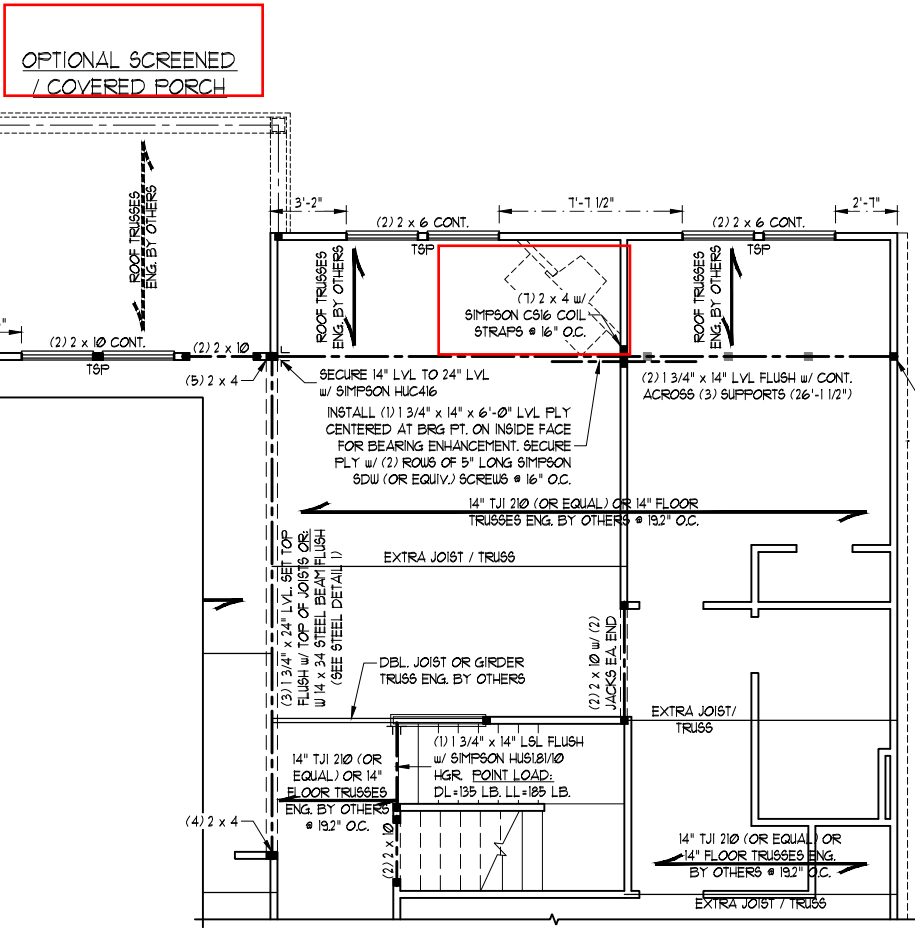 OPTIONAL SCREENED
/ COVERED PORCH
3'-2"
7'-7 1/2"
2'-7"
(2) 2 x 6 CONT.
(2) 2 x 6 CONT.
TSP
TSP
ROOF TRUSSES
ENG. BY OTHERS
ROOF TRUSSES
ENG. BY OTHERS
ROOF TRUSSES
ENG. BY OTHERS
(7) 2 x 4 w/
SIMPSON CS16 COIL
STRAPS @ 16" O.C.
(2) 2 x 10 CONT.
TSP
(2) 2 x 10
(5) 2 x 4
SECURE 14" LVL TO 24" LVL
w/ SIMPSON HUC416
(2) 1 3/4" x 14" LVL FLUSH w/ CONT.
ACROSS (3) SUPPORTS (26'-1 1/2")
INSTALL (1) 1 3/4" x 14" x 6'-0" LVL PLY
CENTERED AT BRG PT. ON INSIDE FACE
FOR BEARING ENHANCEMENT. SECURE
PLY w/ (2) ROWS OF 5" LONG SIMPSON
SDW (OR EQUIV.) SCREWS @ 16" O.C.
14" TJI 210 (OR EQUAL) OR 14" FLOOR
TRUSSES ENG. BY OTHERS @ 19.2" O.C.
EXTRA JOIST / TRUSS
(3) 1 3/4" x 24" LVL. SET TOP
FLUSH w/ TOP OF JOISTS OR:
W 14 x 34 STEEL BEAM FLUSH
(SEE STEEL DETAIL 1)
(2) 2 x 10 w/ (2)
JACKS EA. END
DBL. JOIST OR GIRDER
TRUSS ENG. BY OTHERS
EXTRA JOIST/
TRUSS
(1) 1 3/4" x 14" LSL FLUSH
w/ SIMPSON HUS1.81/10
HGR. POINT LOAD:
DL=135 LB. LL=185 LB.
14" TJI 210 (OR
EQUAL) OR 14"
FLOOR TRUSSES
ENG. BY OTHERS
@ 19.2" O.C.
(4) 2 x 4
(2) 2 x 10
14" TJI 210 (OR EQUAL) OR
14" FLOOR TRUSSES ENG.
BY OTHERS @ 19.2" O.C.
EXTRA JOIST / TRUSS